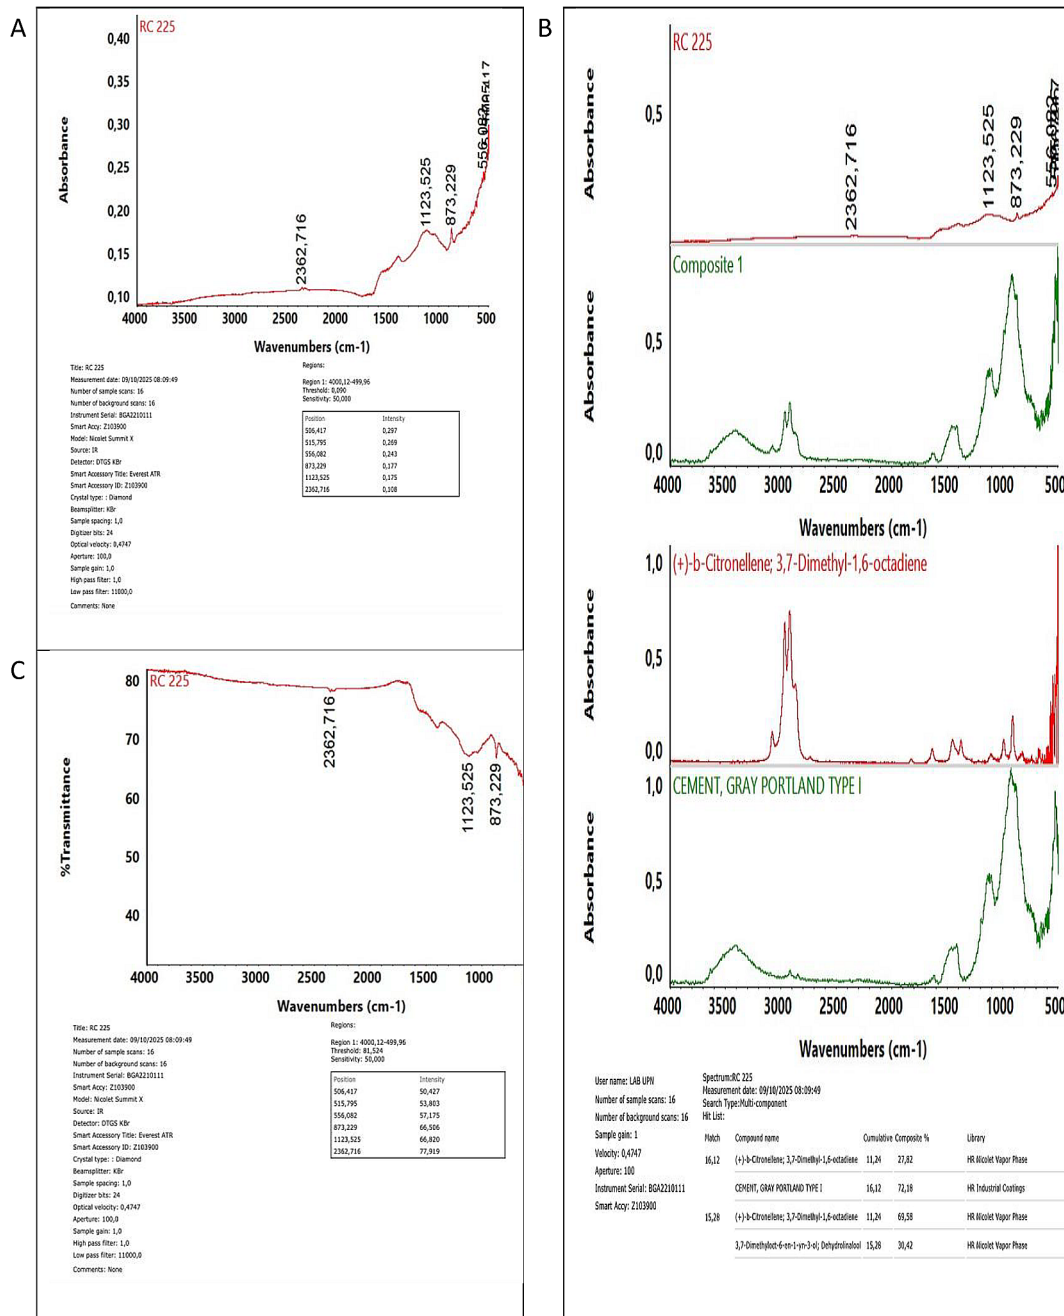 A
RC 225
Absorbance
0,40
0,35
0,30
0,25
0,20
0,15
0,10
2362,716
1123,525
873,229
556,082
4000 3500 3000 2500 2000 1500 1000 500
Wavenumbers (cm-1)
Title: RC 225
Measurement date: 09/10/2025 08:09:49
Number of sample scans: 16
Number of background scans: 16
Instrument Serial: BGA2210111
Smart Accy: Z103900
Model: Nicolet Summit X
Source: IR
Detector: DTGS KBr
Smart Accessory Title: Everest ATR
Smart Accessory ID: Z103900
Crystal type: : Diamond
Beamsplitter: KBr
Sample spacing: 1,0
Digitizer bits: 24
Optical velocity: 0,4747
Aperture: 100,0
Sample gain: 1,0
High pass filter: 1,0
Low pass filter: 11000,0
Comments: None
Regions:
Region 1: 4000,12-499,96
Threshold: 0,090
Sensitivity: 50,000
Position Intensity
506,417 0,297
515,795 0,269
556,082 0,243
873,229 0,177
1123,525 0,175
2362,716 0,108
B
RC 225
Absorbance
0,5
2362,716
1123,525
873,229
556,082
Composite 1
Absorbance
0,5
0,0
4000 3500 3000 2500 2000 1500 1000 500
Wavenumbers (cm-1)
(+)-b-Citronellene; 3,7-Dimethyl-1,6-octadiene
Absorbance
1,0
0,5
0,0
CEMENT, GRAY PORTLAND TYPE I
Absorbance
1,0
0,5
0,0
4000 3500 3000 2500 2000 1500 1000 500
Wavenumbers (cm-1)
User name: LAB UPN
Number of sample scans: 16
Number of background scans: 16
Sample gain: 1
Velocity: 0,4747
Aperture: 100
Instrument Serial: BGA2210111
Smart Accy: Z103900
Spectrum:RC 225
Measurement date: 09/10/2025 08:09:49
Search Type:Multi-component
Hit List:
Match Compound name Cumulative Composite % Library
16,12 (+)-b-Citronellene; 3,7-Dimethyl-1,6-octadiene 11,24 27,82 HR Nicolet Vapor Phase
CEMENT, GRAY PORTLAND TYPE I 16,12 72,18 HR Industrial Coatings
15,28 (+)-b-Citronellene; 3,7-Dimethyl-1,6-octadiene 11,24 69,58 HR Nicolet Vapor Phase
3,7-Dimethyloct-6-en-1-yn-3-ol; Dehydrolinalool 15,28 30,42 HR Nicolet Vapor Phase
C
RC 225
%Transmittance
80
70
60
50
40
2362,716
1123,525
873,229
4000 3500 3000 2500 2000 1500 1000
Wavenumbers (cm-1)
Title: RC 225
Measurement date: 09/10/2025 08:09:49
Number of sample scans: 16
Number of background scans: 16
Instrument Serial: BGA2210111
Smart Accy: Z103900
Model: Nicolet Summit X
Source: IR
Detector: DTGS KBr
Smart Accessory Title: Everest ATR
Smart Accessory ID: Z103900
Crystal type: : Diamond
Beamsplitter: KBr
Sample spacing: 1,0
Digitizer bits: 24
Optical velocity: 0,4747
Aperture: 100,0
Sample gain: 1,0
High pass filter: 1,0
Low pass filter: 11000,0
Comments: None
Regions:
Region 1: 4000,12-499,96
Threshold: 81,524
Sensitivity: 50,000
Position Intensity
506,417 50,427
515,795 53,803
556,082 57,175
873,229 66,506
1123,525 66,820
2362,716 77,919